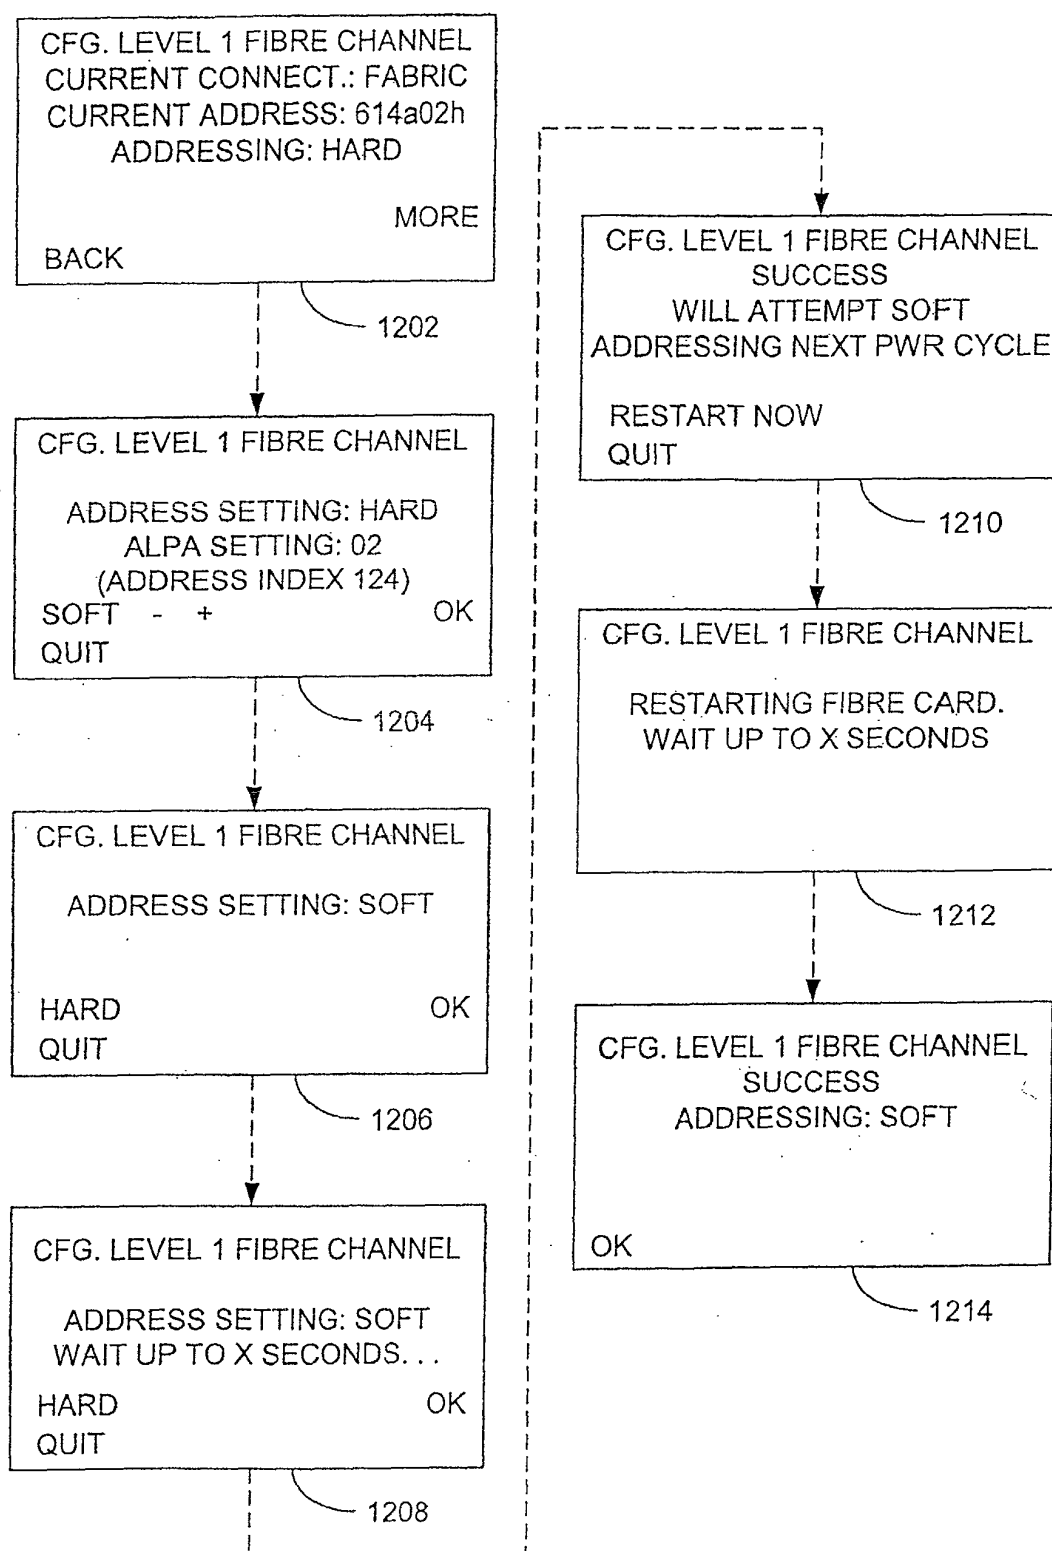 CFG. LEVEL 1 FIBRE CHANNEL
CURRENT CONNECT.: FABRIC
CURRENT ADDRESS: 614a02h
ADDRESSING: HARD
MORE
BACK
1202
CFG. LEVEL 1 FIBRE CHANNEL
ADDRESS SETTING: HARD
ALPA SETTING: 02
(ADDRESS INDEX 124)
SOFT - + OK
QUIT
1204
CFG. LEVEL 1 FIBRE CHANNEL
ADDRESS SETTING: SOFT
HARD OK
QUIT
1206
CFG. LEVEL 1 FIBRE CHANNEL
ADDRESS SETTING: SOFT
WAIT UP TO X SECONDS. . .
HARD OK
QUIT
1208
CFG. LEVEL 1 FIBRE CHANNEL
SUCCESS
WILL ATTEMPT SOFT
ADDRESSING NEXT PWR CYCLE
RESTART NOW
QUIT
1210
CFG. LEVEL 1 FIBRE CHANNEL
RESTARTING FIBRE CARD.
WAIT UP TO X SECONDS
1212
CFG. LEVEL 1 FIBRE CHANNEL
SUCCESS
ADDRESSING: SOFT
OK
1214